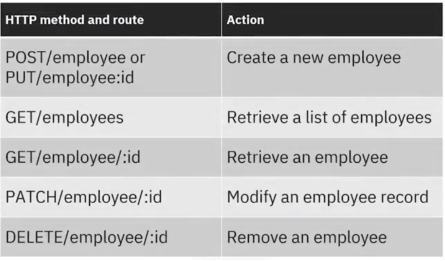 HTTP method and route Action
POST/employee or Create a new employee
PUT/employee:id
GET/employees Retrieve a list of employees
GET/employee/:id Retrieve an employee
PATCH/employee/:id Modify an employee record
DELETE/employee/:id Remove an employee